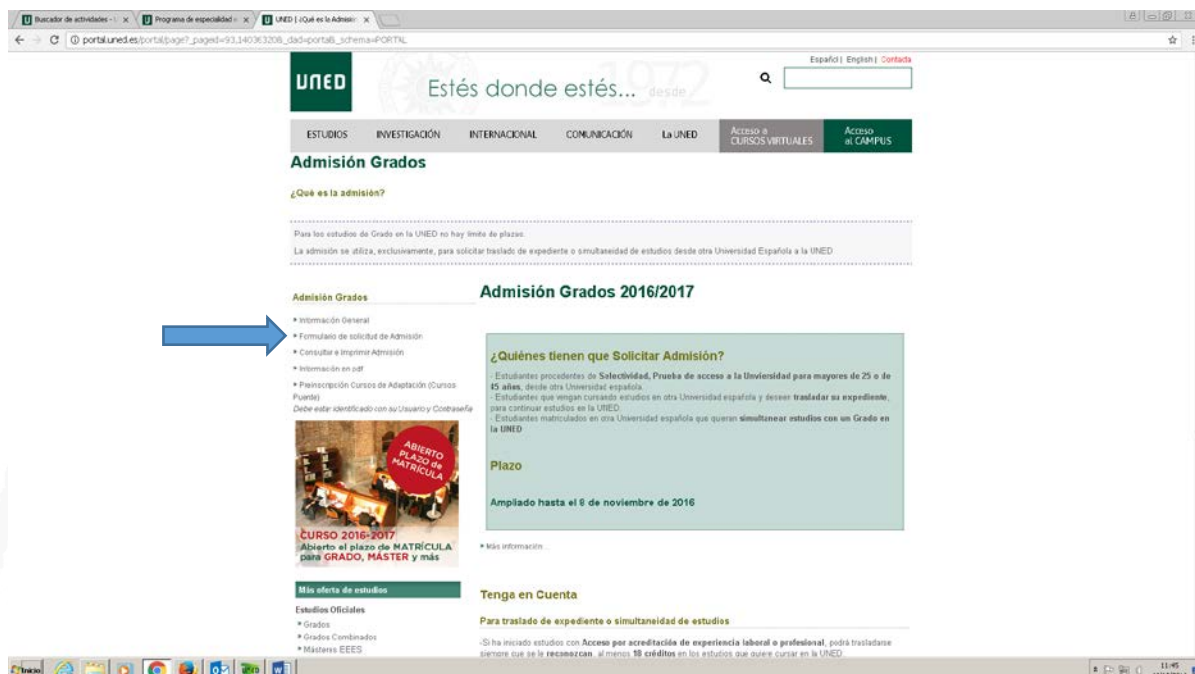 Buscador de actividades -
Programa de especialidad
UNED | ¿Qué es la Admisión
portal.uned.es/portal/page?_pageid=93,14036320&_dad=portal&_schema=PORTAL
Español | English | Contacta
UNED
Estés donde estés... desde 1972
ESTUDIOS INVESTIGACIÓN INTERNACIONAL COMUNICACIÓN La UNED
Acceso a
CURSOS VIRTUALES
Acceso
al CAMPUS
Admisión Grados
¿Qué es la admisión?
Para los estudios de Grado en la UNED no hay límite de plazas.
La admisión se utiliza, exclusivamente, para solicitar traslado de expediente o simultaneidad de estudios desde otra Universidad Española a la UNED
Admisión Grados
Información General
Formulario de solicitud de Admisión
Consultar e Imprimir Admisión
Información en pdf
Preinscripción Cursos de Adaptación (Cursos
Puente)
Debe estar identificado con su Usuario y Contraseña
ABIERTO
PLAZO de
MATRÍCULA
CURSO 2016-2017
Abierto el plazo de MATRÍCULA
para GRADO, MÁSTER y más
Más oferta de estudios
Estudios Oficiales
Grados
Grados Combinados
Másteres EEES
Admisión Grados 2016/2017
¿Quiénes tienen que Solicitar Admisión?
- Estudiantes procedentes de Selectividad, Prueba de acceso a la Unviersidad para mayores de 25 o de
45 años, desde otra Universidad española.
- Estudiantes que vengan cursando estudios en otra Universidad española y deseen trasladar su expediente,
para continuar estudios en la UNED.
- Estudiantes matriculados en otra Universidad española que quieran simultanear estudios con un Grado en
la UNED
Plazo
Ampliado hasta el 8 de noviembre de 2016
Más información...
Tenga en Cuenta
Para traslado de expediente o simultaneidad de estudios
-Si ha iniciado estudios con Acceso por acreditación de experiencia laboral o profesional, podrá trasladarse
siempre que se le reconozcan, al menos 18 créditos en los estudios que quiere cursar en la UNED.
Inicio
11:45